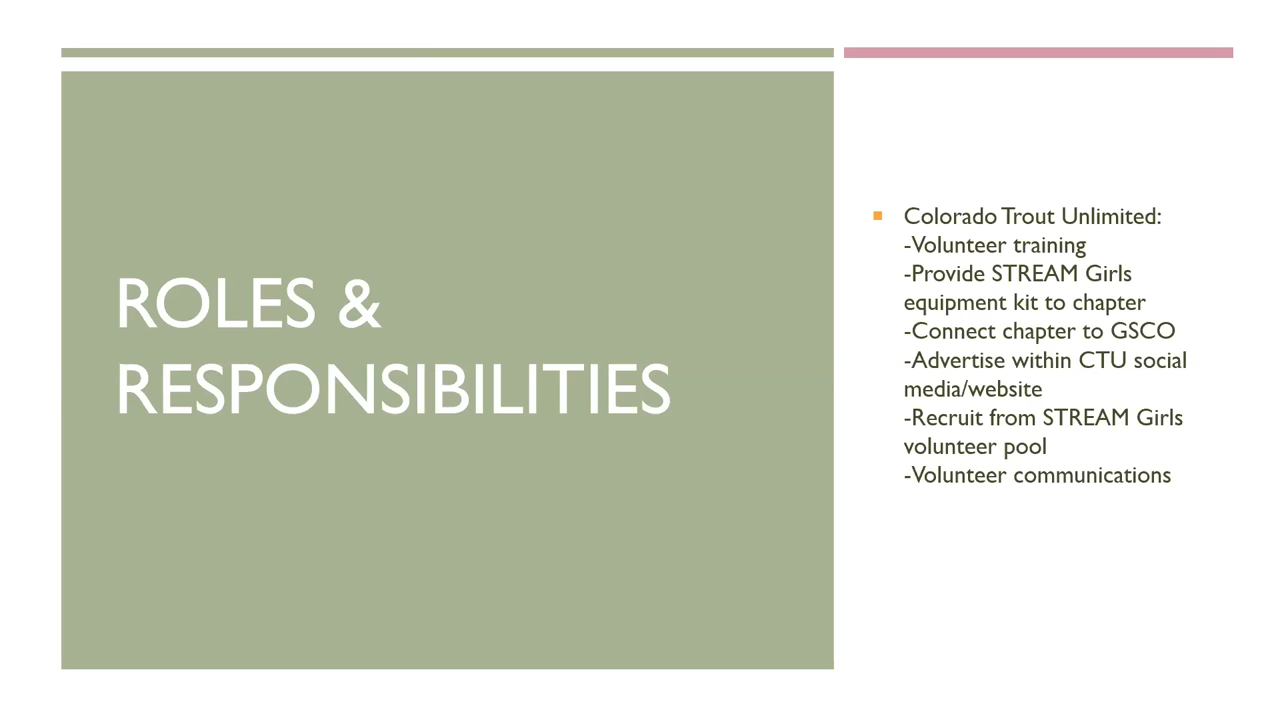 ROLES &
RESPONSIBILITIES
Colorado Trout Unlimited:
-Volunteer training
-Provide STREAM Girls
equipment kit to chapter
-Connect chapter to GSCO
-Advertise within CTU social
media/website
-Recruit from STREAM Girls
volunteer pool
-Volunteer communications